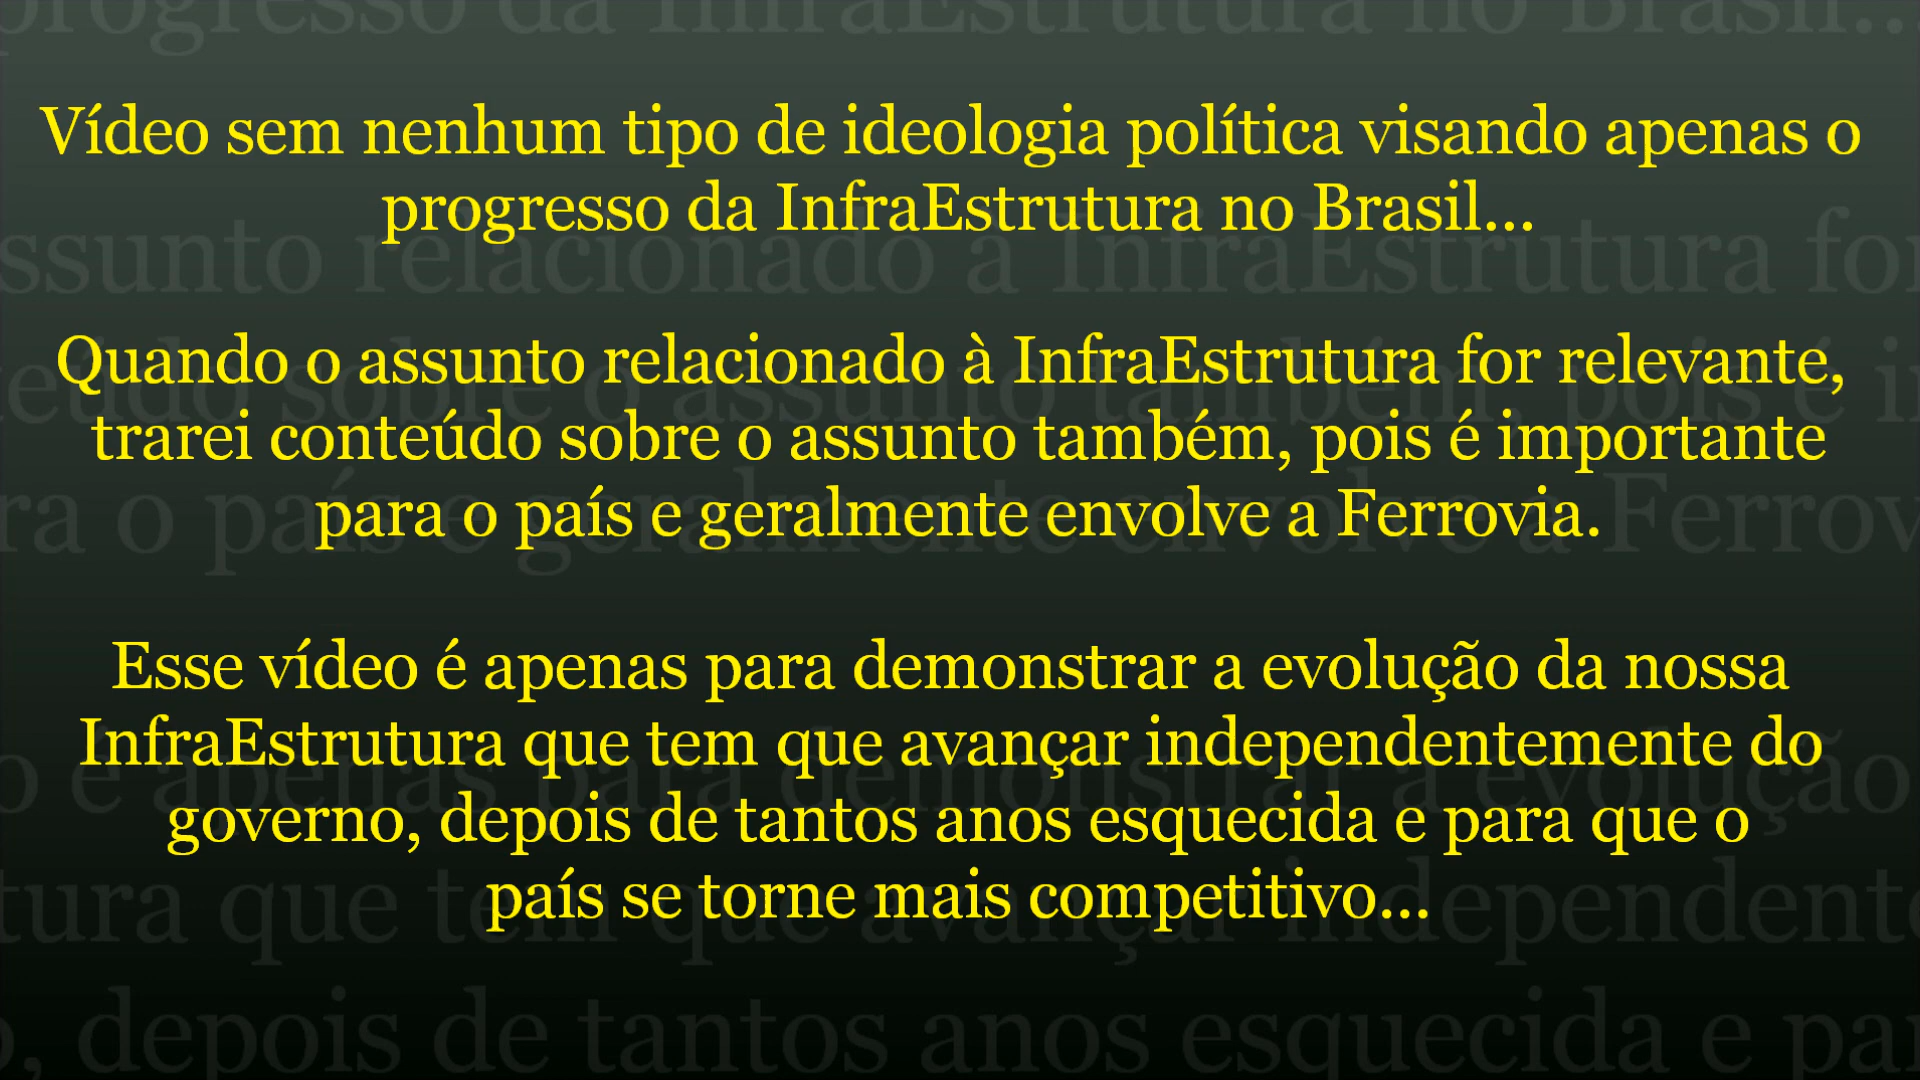 Vídeo sem nenhum tipo de ideologia política visando apenas o
progresso da InfraEstrutura no Brasil...
Quando o assunto relacionado à InfraEstrutura for relevante,
trarei conteúdo sobre o assunto também, pois é importante
para o país e geralmente envolve a Ferrovia.
Esse vídeo é apenas para demonstrar a evolução da nossa
InfraEstrutura que tem que avançar independentemente do
governo, depois de tantos anos esquecida e para que o
país se torne mais competitivo...